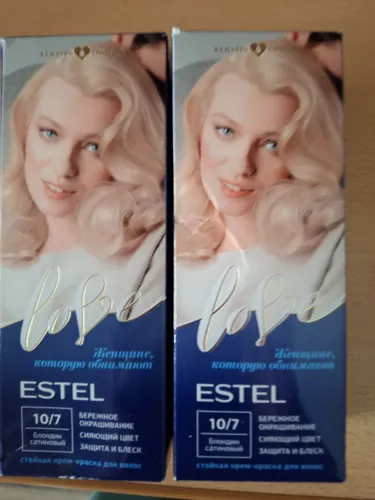 KERATIN
love
Женщине,
которую обнимают
ESTEL
10/7
Блондин
сатиновый
БЕРЕЖНОЕ
ОКРАШИВАНИЕ
СИЯЮЩИЙ ЦВЕТ
ЗАЩИТА И БЛЕСК
стойкая крем-краска для волос
KERATIN
love
Женщине,
которую обнимают
ESTEL
10/7
Блондин
сатиновый
БЕРЕЖНОЕ
ОКРАШИВАНИЕ
СИЯЮЩИЙ ЦВЕТ
ЗАЩИТА И БЛЕСК
стойкая крем-краска для волос